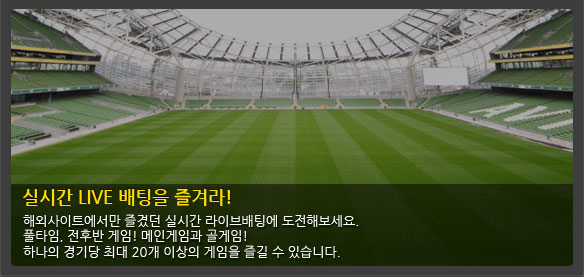 실시간 LIVE 배팅을 즐겨라!
해외사이트에서만 즐겼던 실시간 라이브배팅에 도전해보세요.
풀타임, 전후반 게임! 메인게임과 골게임!
하나의 경기당 최대 20개 이상의 게임을 즐길 수 있습니다.